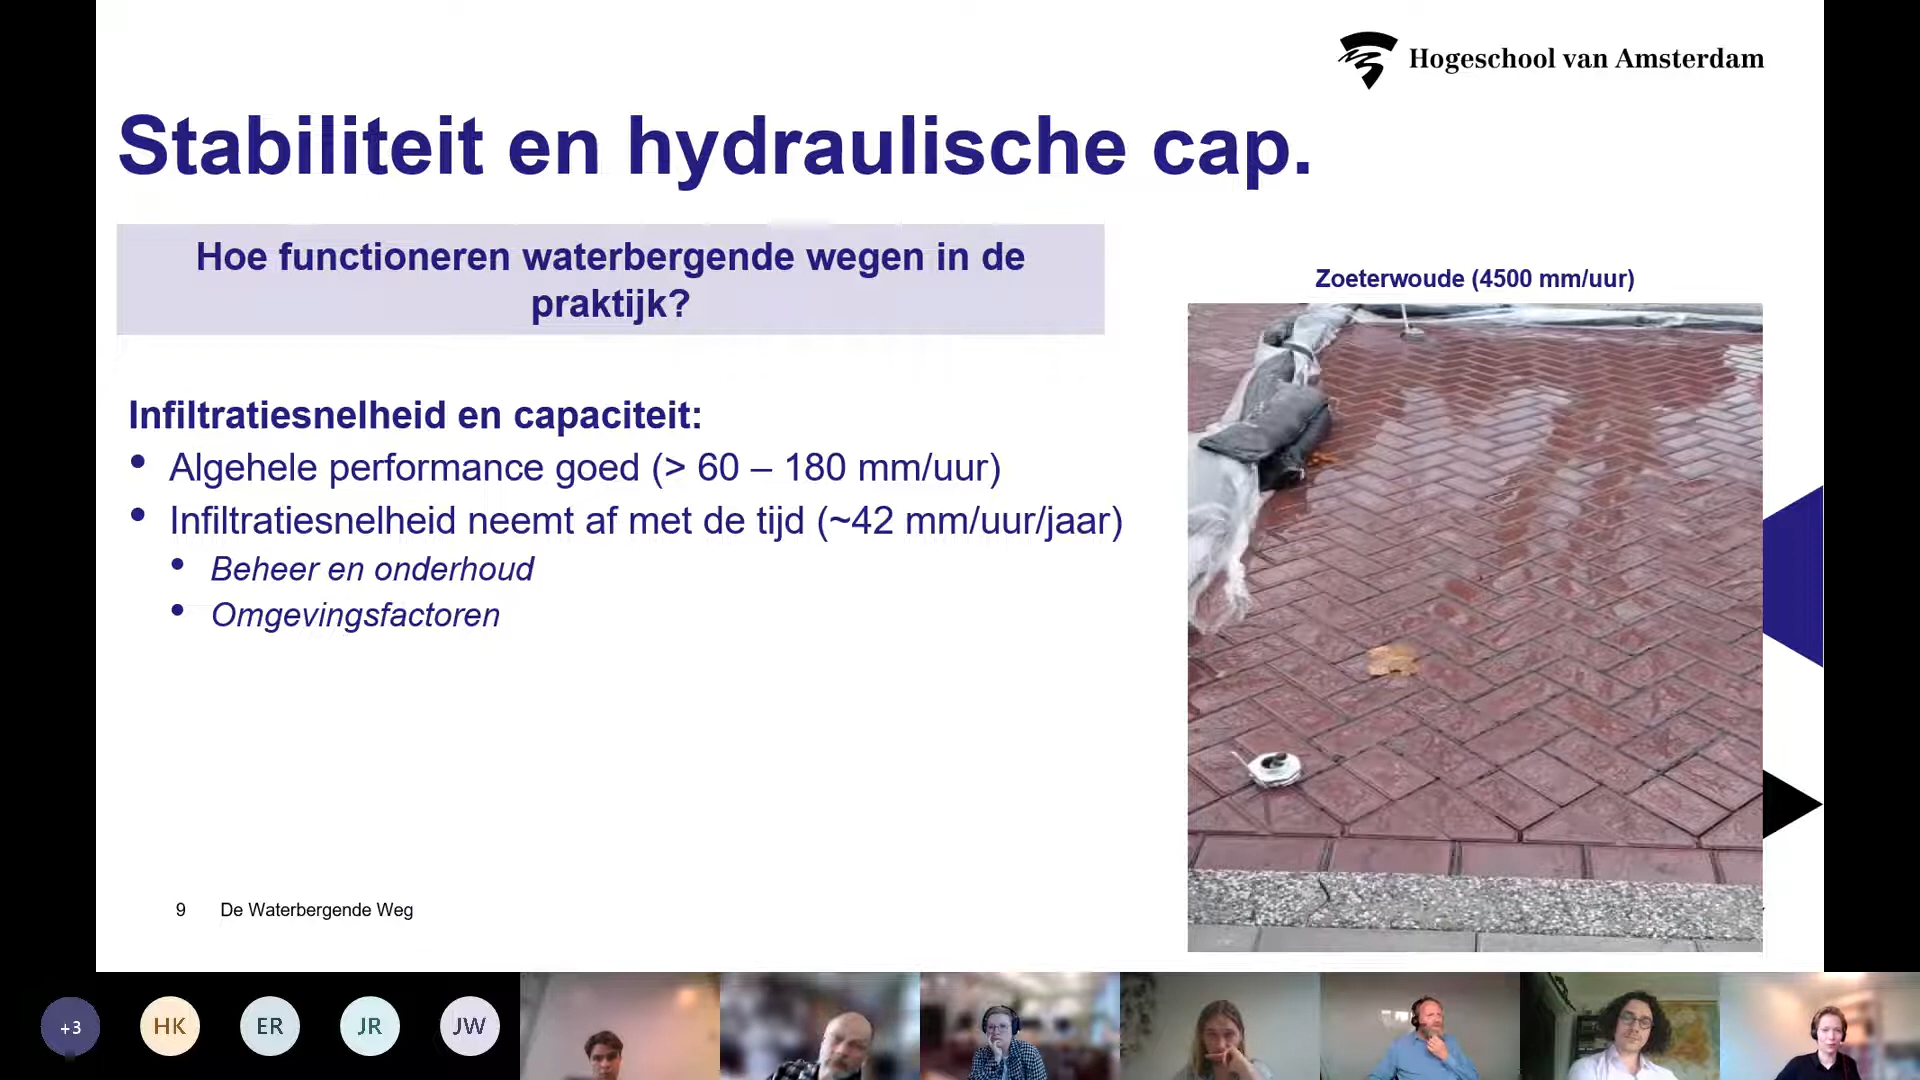 Hogeschool van Amsterdam
Stabiliteit en hydraulische cap.
Hoe functioneren waterbergende wegen in de
praktijk?
Zoeterwoude (4500 mm/uur)
Infiltratiesnelheid en capaciteit:
• Algehele performance goed (> 60 – 180 mm/uur)
• Infiltratiesnelheid neemt af met de tijd (~42 mm/uur/jaar)
• Beheer en onderhoud
• Omgevingsfactoren
9 De Waterbergende Weg
+3 HK ER JR JW